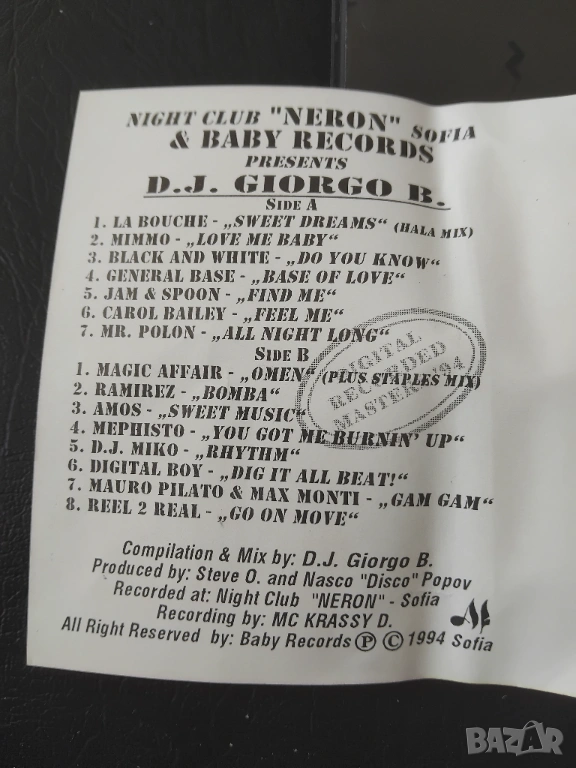 NIGHT CLUB "NERON" SOFIA
& BABY RECORDS
PRESENTS
D.J. GIORGO B.
SIDE A
1. LA BOUCHE - „SWEET DREAMS“ (HALA MIX)
2. MIMMO - „LOVE ME BABY“
3. BLACK AND WHITE - „DO YOU KNOW“
4. GENERAL BASE - „BASE OF LOVE“
5. JAM & SPOON - „FIND ME“
6. CAROL BAILEY - „FEEL ME“
7. MR. POLON - „ALL NIGHT LONG“
SIDE B
1. MAGIC AFFAIR - „OMEN“ (PLUS STAPLES MIX)
2. RAMIREZ - „BOMBA“
3. AMOS - „SWEET MUSIC“
4. MEPHISTO - „YOU GOT ME BURNIN' UP“
5. D.J. MIKO - „RHYTHM“
6. DIGITAL BOY - „DIG IT ALL BEAT!“
7. MAURO PILATO & MAX MONTI - „GAM GAM“
8. REEL 2 REAL - „GO ON MOVE“
DIGITAL
RECORDED
MASTER '94
Compilation & Mix by: D.J. Giorgo B.
Produced by: Steve O. and Nasco "Disco" Popov
Recorded at: Night Club "NERON" - Sofia
Recording by: MC KRASSY D.
All Right Reserved by: Baby Records Ⓟ © 1994 Sofia
BAZAR
bg